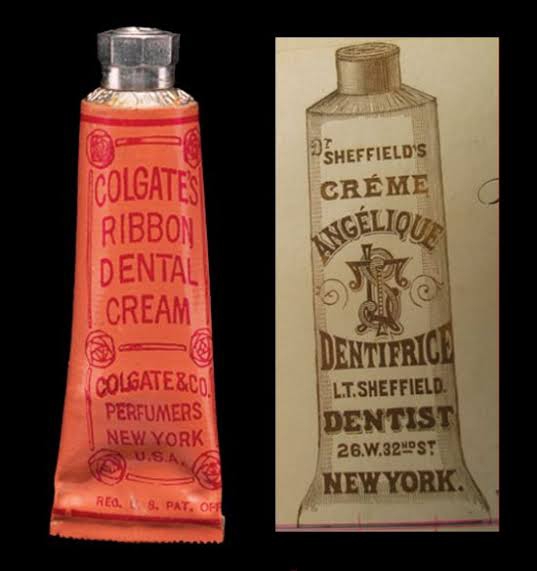 COLGATE'S
RIBBON
DENTAL
CREAM
COLGATE & CO.
PERFUMERS
NEW YORK
U.S.A.
REG. U. S. PAT. OFF
DR SHEFFIELD'S
CRÉME
ANGÉLIQUE
DENTIFRICE
L.T. SHEFFIELD.
DENTIST
26.W.32ND ST.
NEW YORK.